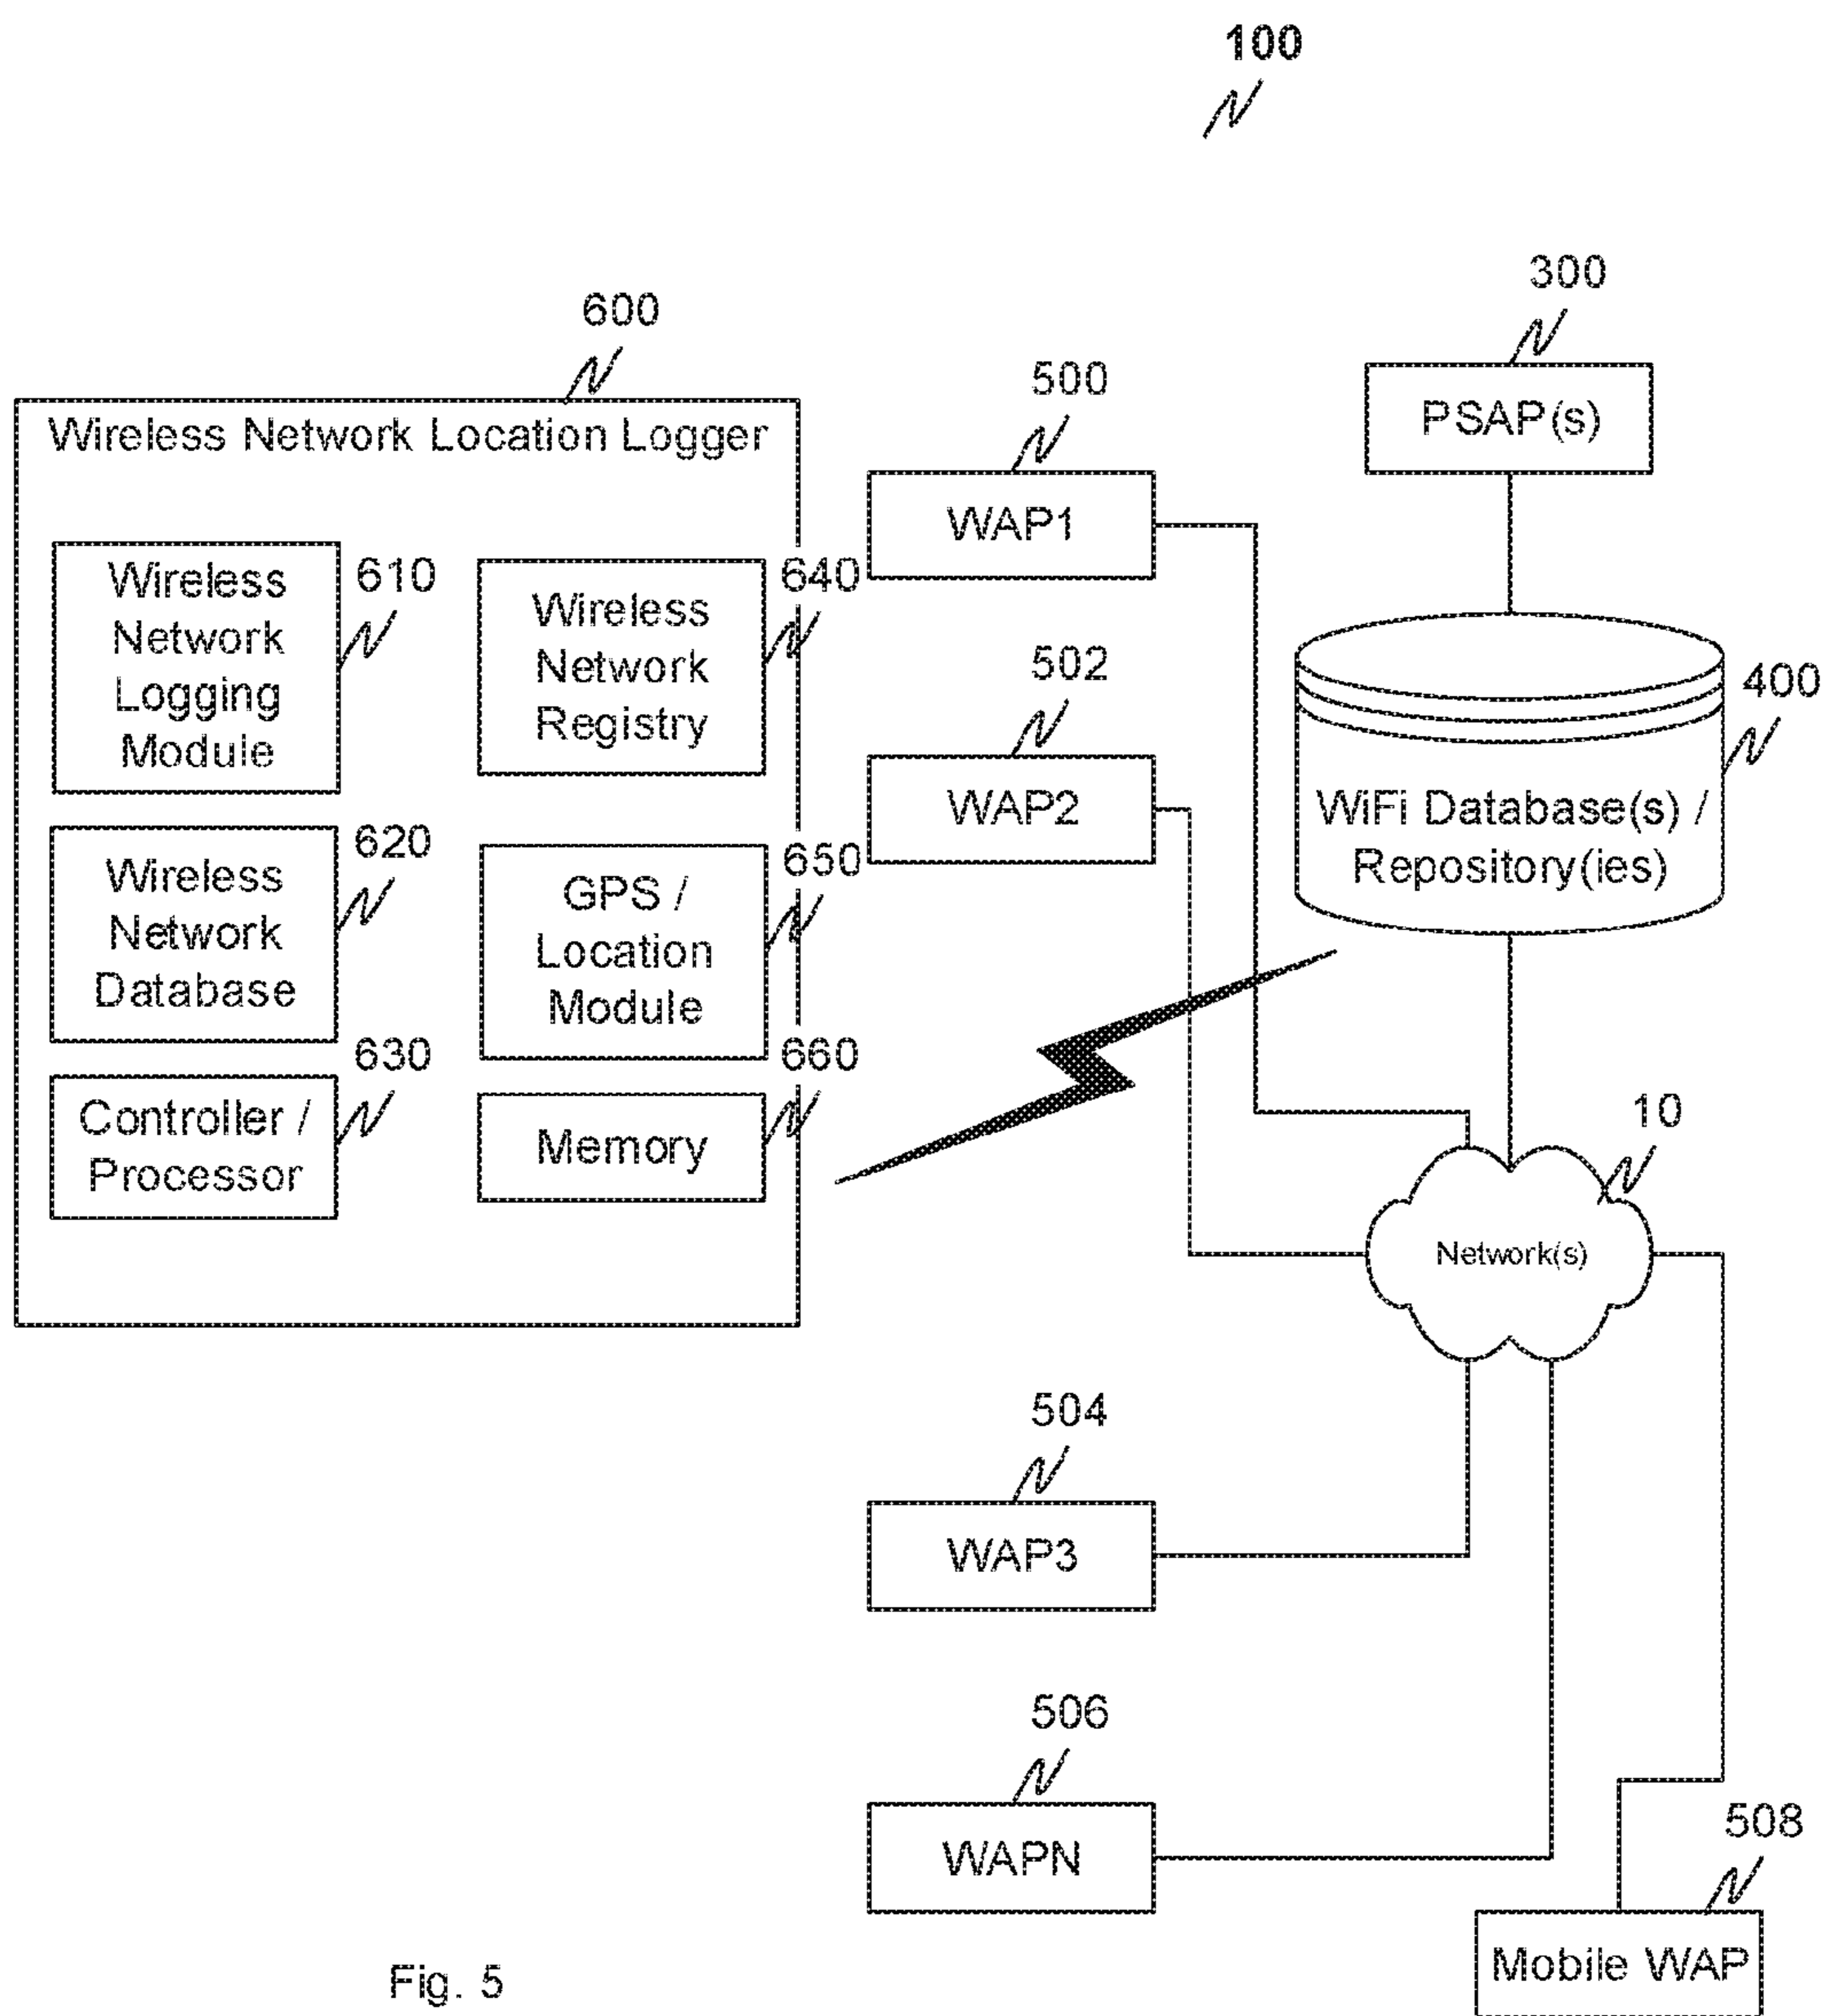 100
600
Wireless Network Location Logger
610
Wireless
Network
Logging
Module
640
Wireless
Network
Registry
620
Wireless
Network
Database
650
GPS /
Location
Module
630
Controller /
Processor
660
Memory
500
WAP1
502
WAP2
300
PSAP(s)
400
WiFi Database(s) /
Repository(ies)
10
Network(s)
504
WAP3
506
WAPN
508
Mobile WAP
Fig. 5